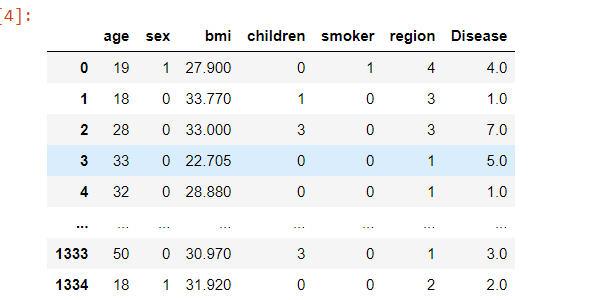 [4]:
age sex bmi children smoker region Disease
0 19 1 27.900 0 1 4 4.0
1 18 0 33.770 1 0 3 1.0
2 28 0 33.000 3 0 3 7.0
3 33 0 22.705 0 0 1 5.0
4 32 0 28.880 0 0 1 1.0
... ... ... ... ... ... ... ...
1333 50 0 30.970 3 0 1 3.0
1334 18 1 31.920 0 0 2 2.0